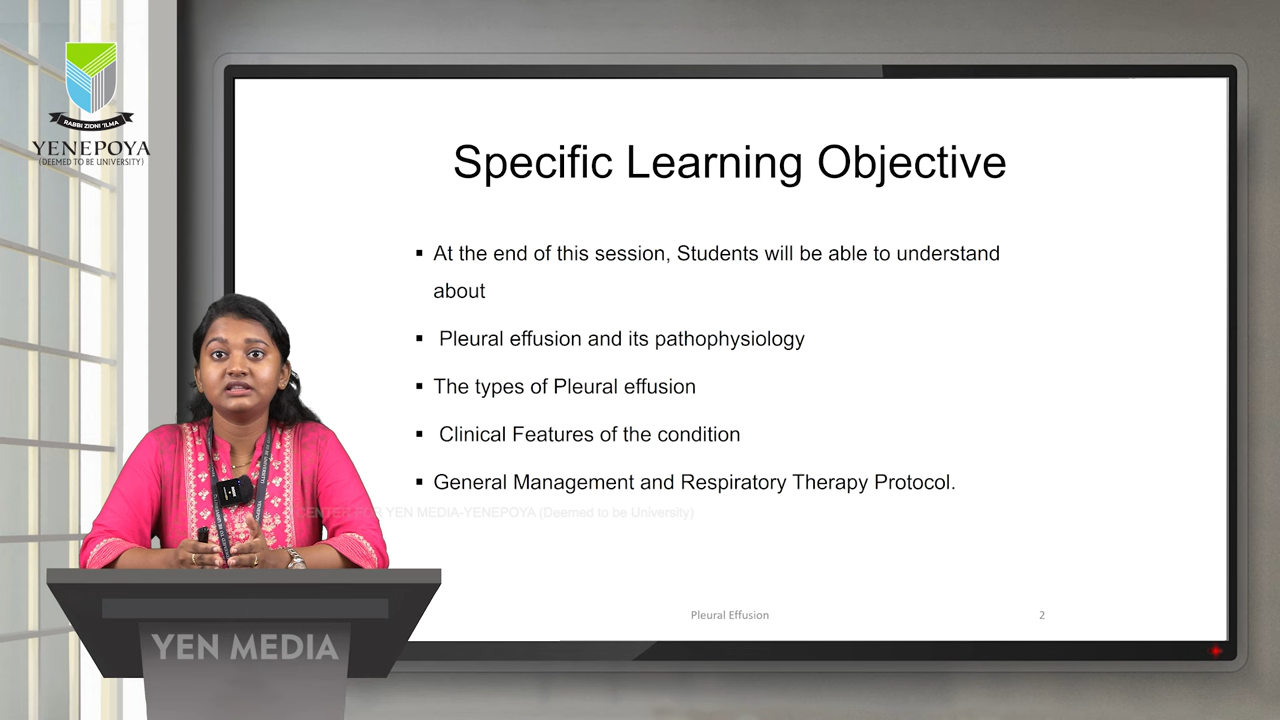 RABBI ZIDNI 'ILMA
YENEPOYA
(DEEMED TO BE UNIVERSITY)
Specific Learning Objective
▪ At the end of this session, Students will be able to understand
about
▪ Pleural effusion and its pathophysiology
▪ The types of Pleural effusion
▪ Clinical Features of the condition
▪ General Management and Respiratory Therapy Protocol.
CENTER FOR YEN MEDIA-YENEPOYA (Deemed to be University)
Pleural Effusion
2
YEN MEDIA